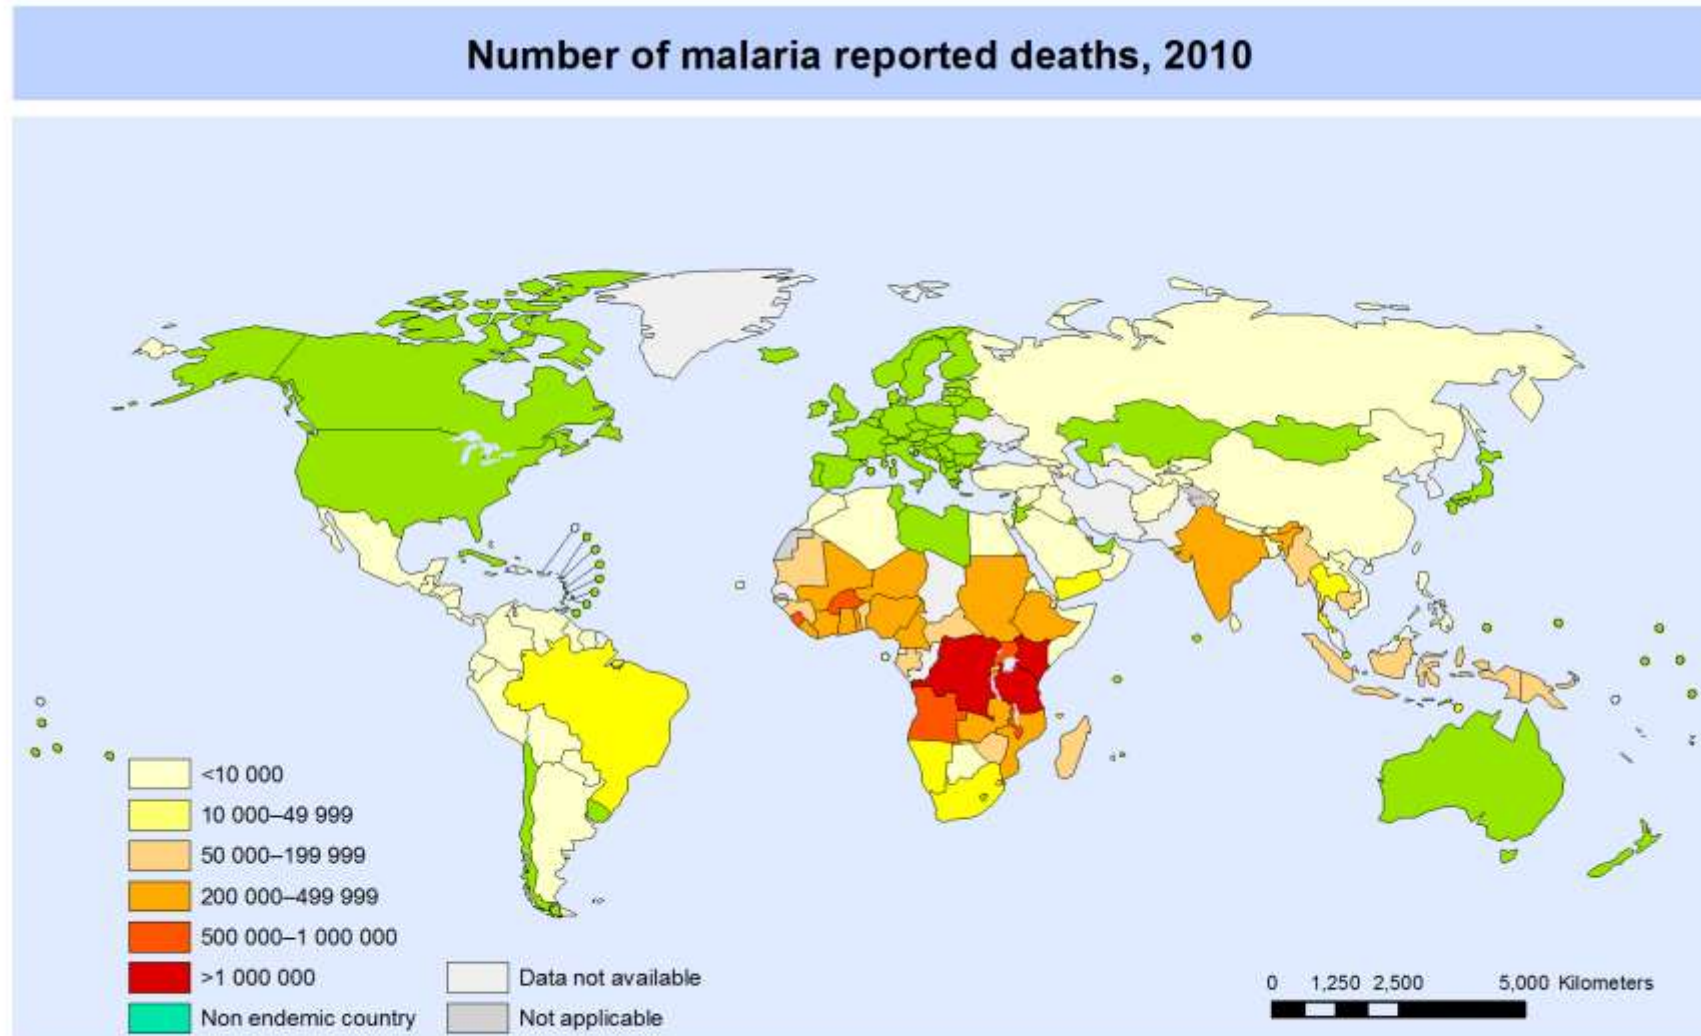 Number of malaria reported deaths, 2010
<10 000
10 000–49 999
50 000–199 999
200 000–499 999
500 000–1 000 000
>1 000 000
Non endemic country
Data not available
Not applicable
0 1,250 2,500 5,000 Kilometers